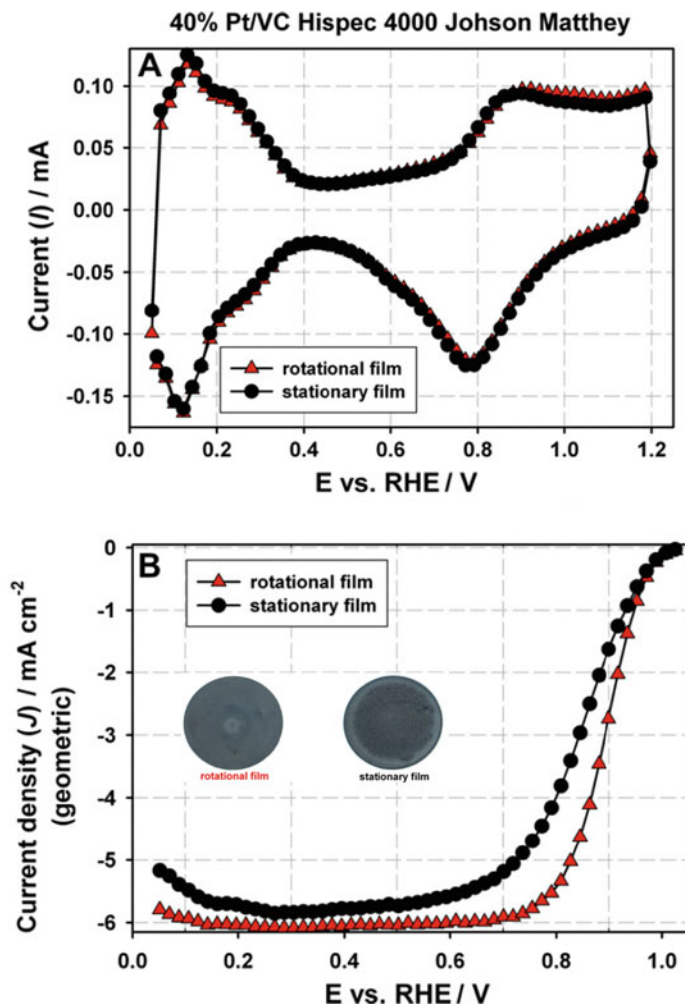 40% Pt/VC Hispec 4000 Johson Matthey
A
Current (I) / mA
0.10
0.05
0.00
-0.05
-0.10
-0.15
rotational film
stationary film
0.0 0.2 0.4 0.6 0.8 1.0 1.2
E vs. RHE / V
B
Current density (J) / mA cm-2
(geometric)
0
-1
-2
-3
-4
-5
-6
rotational film
stationary film
rotational film
stationary film
0.0 0.2 0.4 0.6 0.8 1.0
E vs. RHE / V